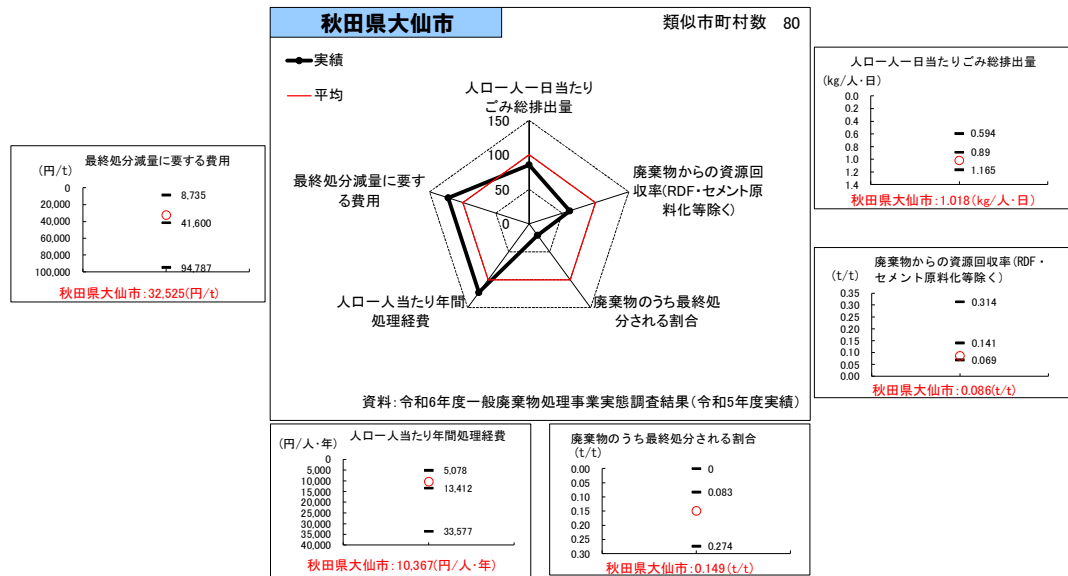 秋田県大仙市
類似市町村数 80
実績
平均
人口一人一日当たり
ごみ総排出量
廃棄物からの資源回
収率(RDF・セメント原
料化等除く)
廃棄物のうち最終処
分される割合
人口一人当たり年間
処理経費
最終処分減量に要す
る費用
150
100
50
0
資料:令和6年度一般廃棄物処理事業実態調査結果(令和5年度実績)
最終処分減量に要する費用
(円/t)
0
20,000
40,000
60,000
80,000
100,000
8,735
41,600
94,787
秋田県大仙市:32,525(円/t)
人口一人一日当たりごみ総排出量
(kg/人・日)
0.0
0.2
0.4
0.6
0.8
1.0
1.2
1.4
0.594
0.89
1.165
秋田県大仙市:1.018(kg/人・日)
廃棄物からの資源回収率(RDF・
セメント原料化等除く)
(t/t)
0.35
0.30
0.25
0.20
0.15
0.10
0.05
0.00
0.314
0.141
0.069
秋田県大仙市:0.086(t/t)
人口一人当たり年間処理経費
(円/人・年)
0
5,000
10,000
15,000
20,000
25,000
30,000
35,000
40,000
5,078
13,412
33,577
秋田県大仙市:10,367(円/人・年)
廃棄物のうち最終処分される割合
(t/t)
0.00
0.05
0.10
0.15
0.20
0.25
0.30
0
0.083
0.274
秋田県大仙市:0.149(t/t)